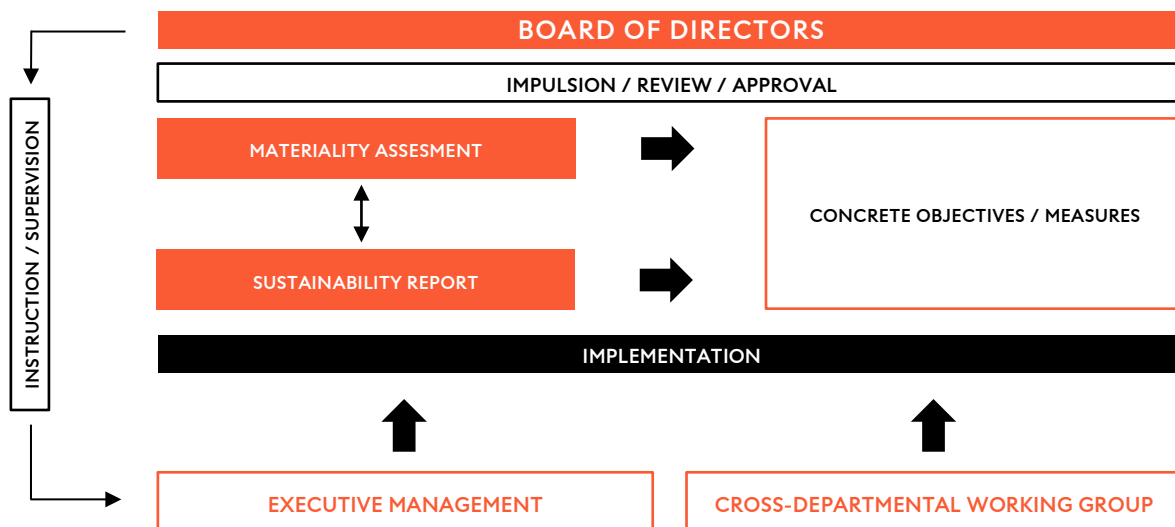 BOARD OF DIRECTORS
IMPULSION / REVIEW / APPROVAL
INSTRUCTION / SUPERVISION
MATERIALITY ASSESMENT
CONCRETE OBJECTIVES / MEASURES
SUSTAINABILITY REPORT
IMPLEMENTATION
EXECUTIVE MANAGEMENT
CROSS-DEPARTMENTAL WORKING GROUP